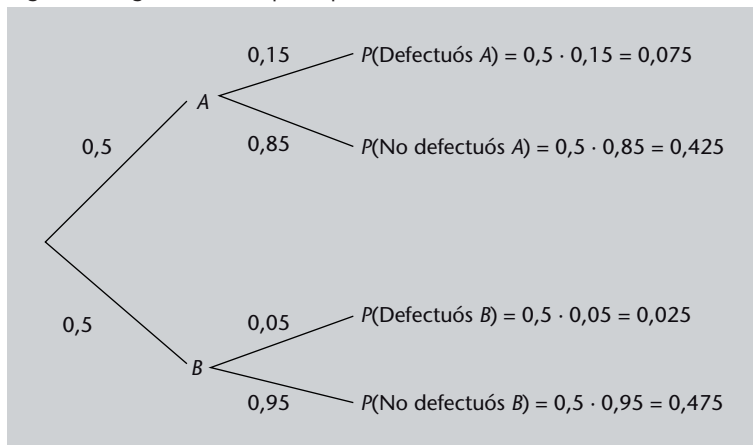 0,15
P(Defectuós A) = 0,5 · 0,15 = 0,075
A
0,5
0,85
P(No defectuós A) = 0,5 · 0,85 = 0,425
0,5
0,05
P(Defectuós B) = 0,5 · 0,05 = 0,025
B
0,95
P(No defectuós B) = 0,5 · 0,95 = 0,475